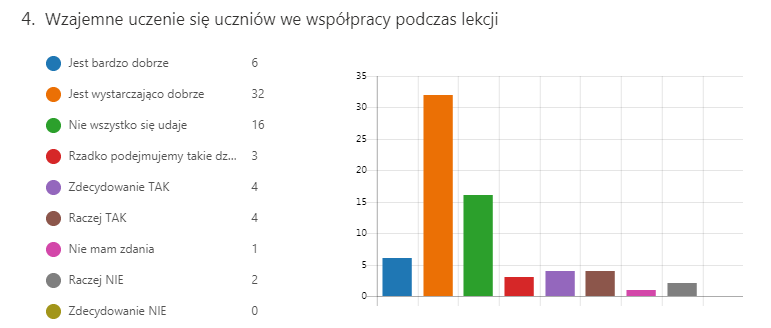 4. Wzajemne uczenie się uczniów we współpracy podczas lekcji
Jest bardzo dobrze 6
Jest wystarczająco dobrze 32
Nie wszystko się udaje 16
Rzadko podejmujemy takie dz... 3
Zdecydowanie TAK 4
Raczej TAK 4
Nie mam zdania 1
Raczej NIE 2
Zdecydowanie NIE 0
35
30
25
20
15
10
5
0